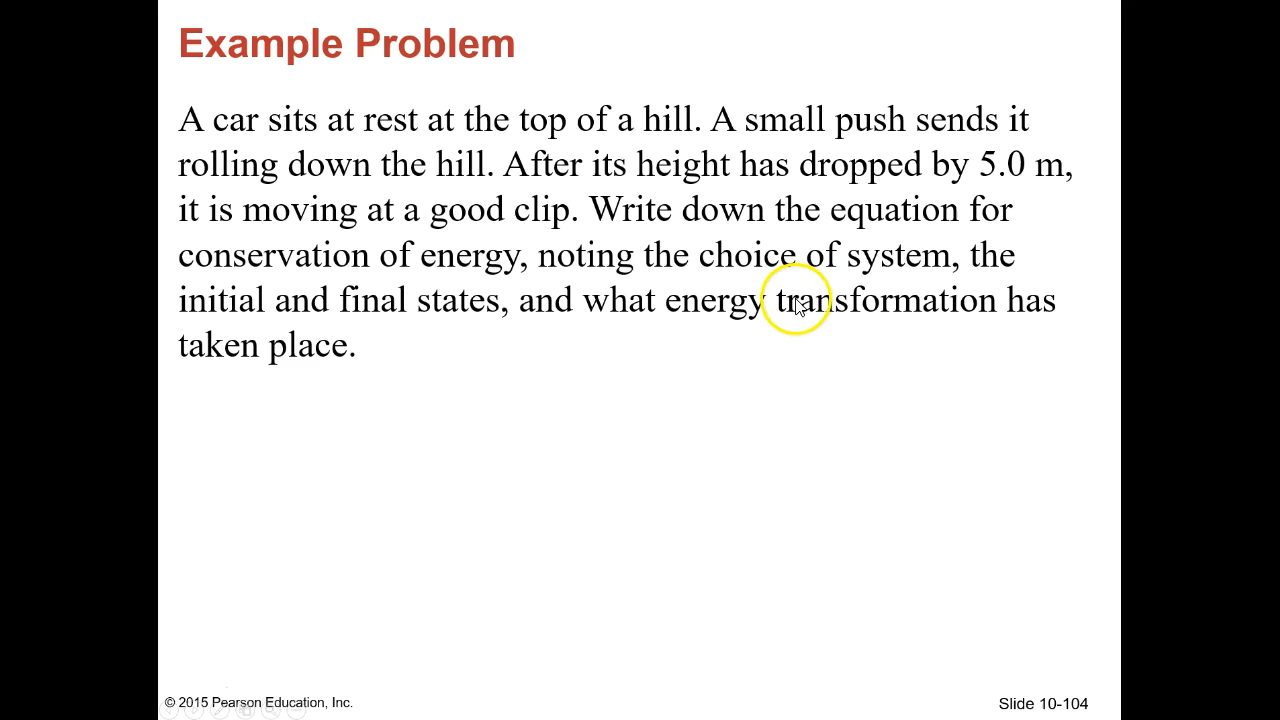 Example Problem
A car sits at rest at the top of a hill. A small push sends it
rolling down the hill. After its height has dropped by 5.0 m,
it is moving at a good clip. Write down the equation for
conservation of energy, noting the choice of system, the
initial and final states, and what energy transformation has
taken place.
© 2015 Pearson Education, Inc.
Slide 10-104